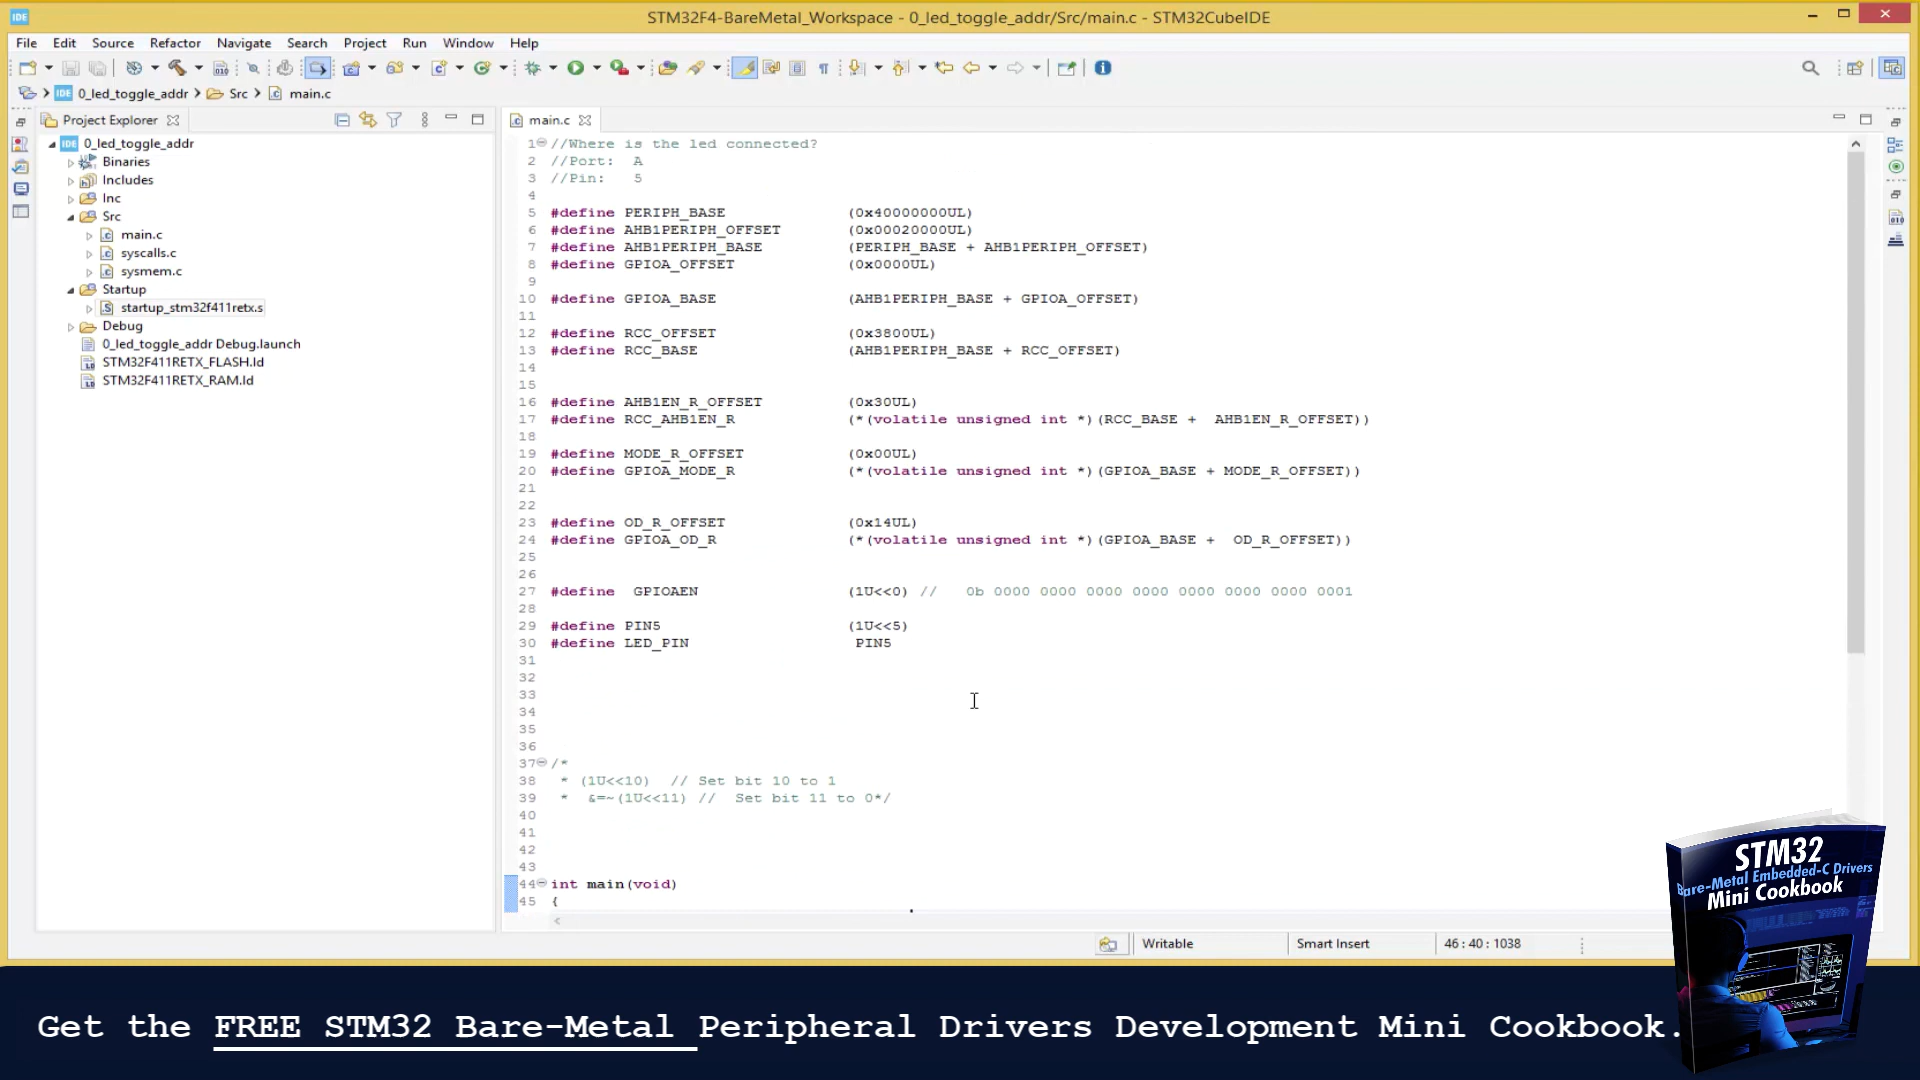 IDE
STM32F4-BareMetal_Workspace - 0_led_toggle_addr/Src/main.c - STM32CubeIDE
File Edit Source Refactor Navigate Search Project Run Window Help
IDE 0_led_toggle_addr Src main.c
Project Explorer
main.c
IDE 0_led_toggle_addr
Binaries
Includes
Inc
Src
main.c
syscalls.c
sysmem.c
Startup
startup_stm32f411retx.s
Debug
0_led_toggle_addr Debug.launch
STM32F411RETX_FLASH.ld
STM32F411RETX_RAM.ld
1 //Where is the led connected?
2 //Port: A
3 //Pin: 5
4
5 #define PERIPH_BASE (0x40000000UL)
6 #define AHB1PERIPH_OFFSET (0x00020000UL)
7 #define AHB1PERIPH_BASE (PERIPH_BASE + AHB1PERIPH_OFFSET)
8 #define GPIOA_OFFSET (0x0000UL)
9
10 #define GPIOA_BASE (AHB1PERIPH_BASE + GPIOA_OFFSET)
11
12 #define RCC_OFFSET (0x3800UL)
13 #define RCC_BASE (AHB1PERIPH_BASE + RCC_OFFSET)
14
15
16 #define AHB1EN_R_OFFSET (0x30UL)
17 #define RCC_AHB1EN_R (*(volatile unsigned int *)(RCC_BASE + AHB1EN_R_OFFSET))
18
19 #define MODE_R_OFFSET (0x00UL)
20 #define GPIOA_MODE_R (*(volatile unsigned int *)(GPIOA_BASE + MODE_R_OFFSET))
21
22
23 #define OD_R_OFFSET (0x14UL)
24 #define GPIOA_OD_R (*(volatile unsigned int *)(GPIOA_BASE + OD_R_OFFSET))
25
26
27 #define GPIOAEN (1U<<0) // 0b 0000 0000 0000 0000 0000 0000 0000 0001
28
29 #define PIN5 (1U<<5)
30 #define LED_PIN PIN5
31
32
33
34
35
36
37 /*
38 * (1U<<10) // Set bit 10 to 1
39 * &=~(1U<<11) // Set bit 11 to 0*/
40
41
42
43
44 int main(void)
45 {
Writable Smart Insert 46 : 40 : 1038
STM32
Bare-Metal Embedded-C Drivers
Mini Cookbook
Get the FREE STM32 Bare-Metal Peripheral Drivers Development Mini Cookbook.